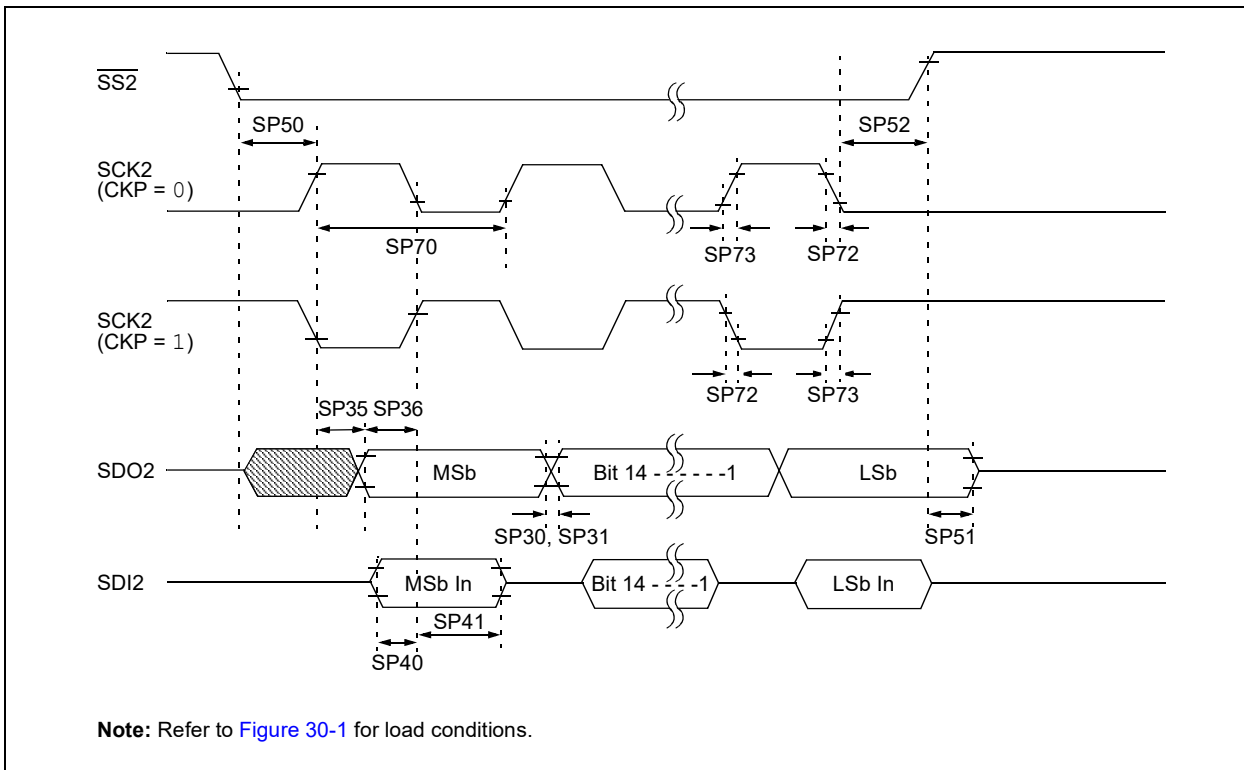 SS2
SP50
SP52
SCK2
(CKP = 0)
SP70
SP73
SP72
SCK2
(CKP = 1)
SP72
SP73
SP35 SP36
SDO2
MSb
Bit 14 - - - - - -1
LSb
SP30, SP31
SP51
SDI2
MSb In
Bit 14 - - - -1
LSb In
SP41
SP40
Note: Refer to Figure 30-1 for load conditions.